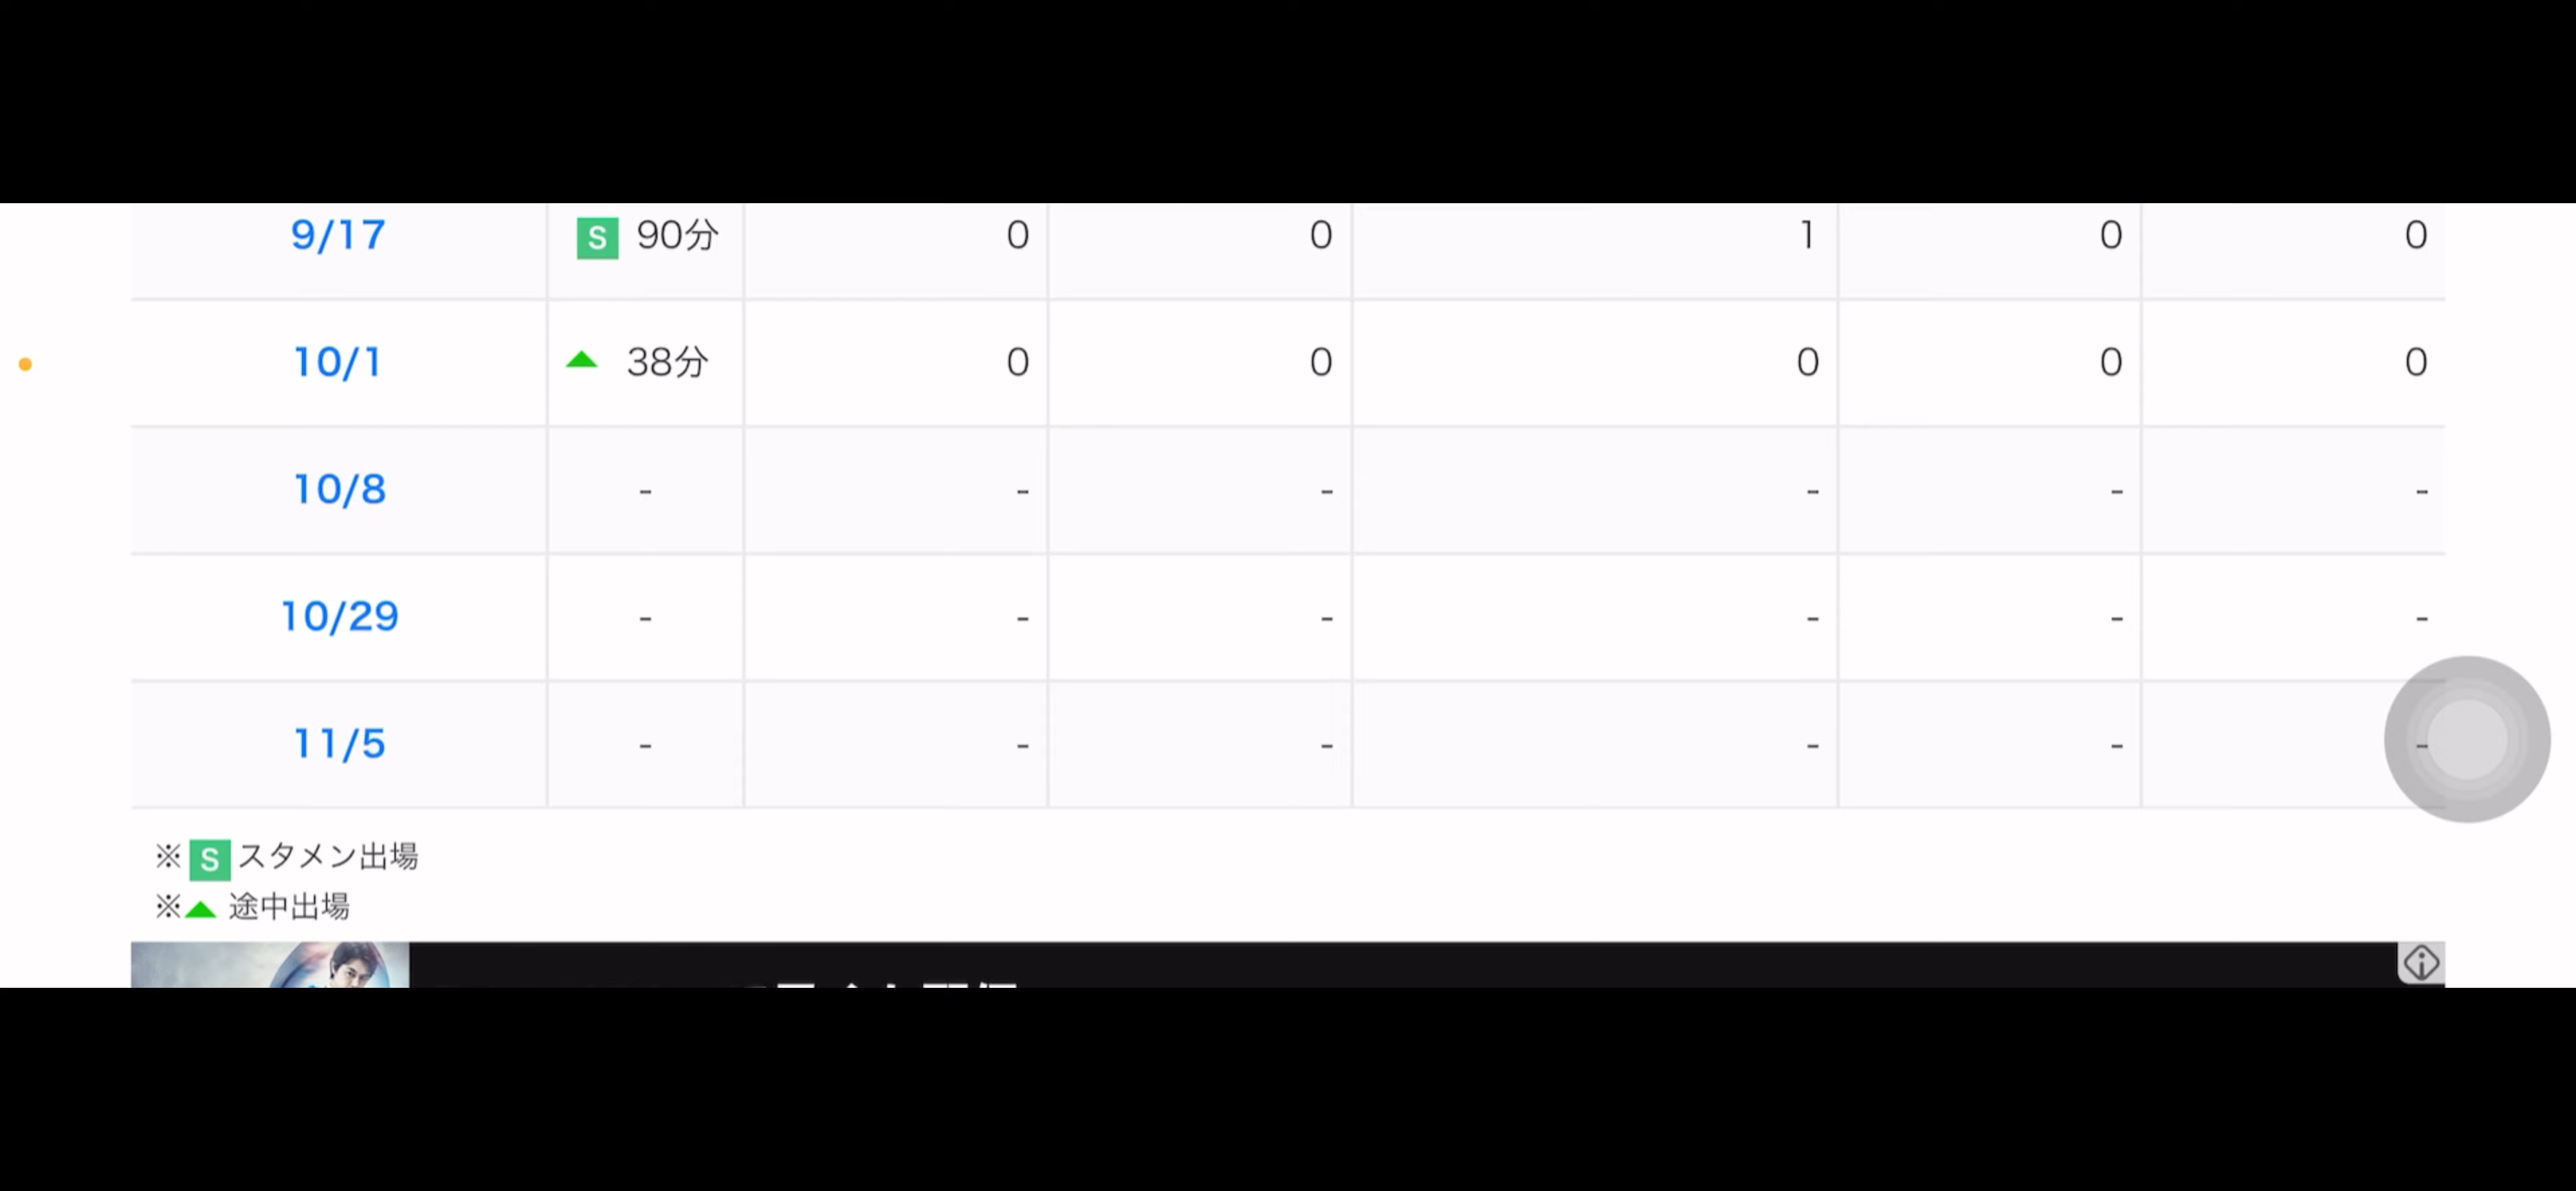 9/17 S 90分 0 0 1 0 0
10/1 ▲ 38分 0 0 0 0 0
10/8 - - - - - -
10/29 - - - - - -
11/5 - - - - - -
※ S スタメン出場
※▲ 途中出場